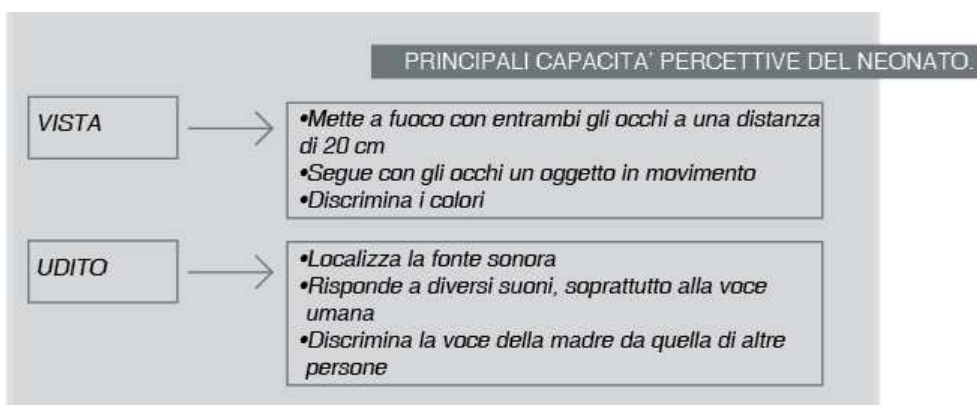 PRINCIPALI CAPACITA' PERCETTIVE DEL NEONATO.
VISTA
•Mette a fuoco con entrambi gli occhi a una distanza
di 20 cm
•Segue con gli occhi un oggetto in movimento
•Discrimina i colori
UDITO
•Localizza la fonte sonora
•Risponde a diversi suoni, soprattutto alla voce
umana
•Discrimina la voce della madre da quella di altre
persone